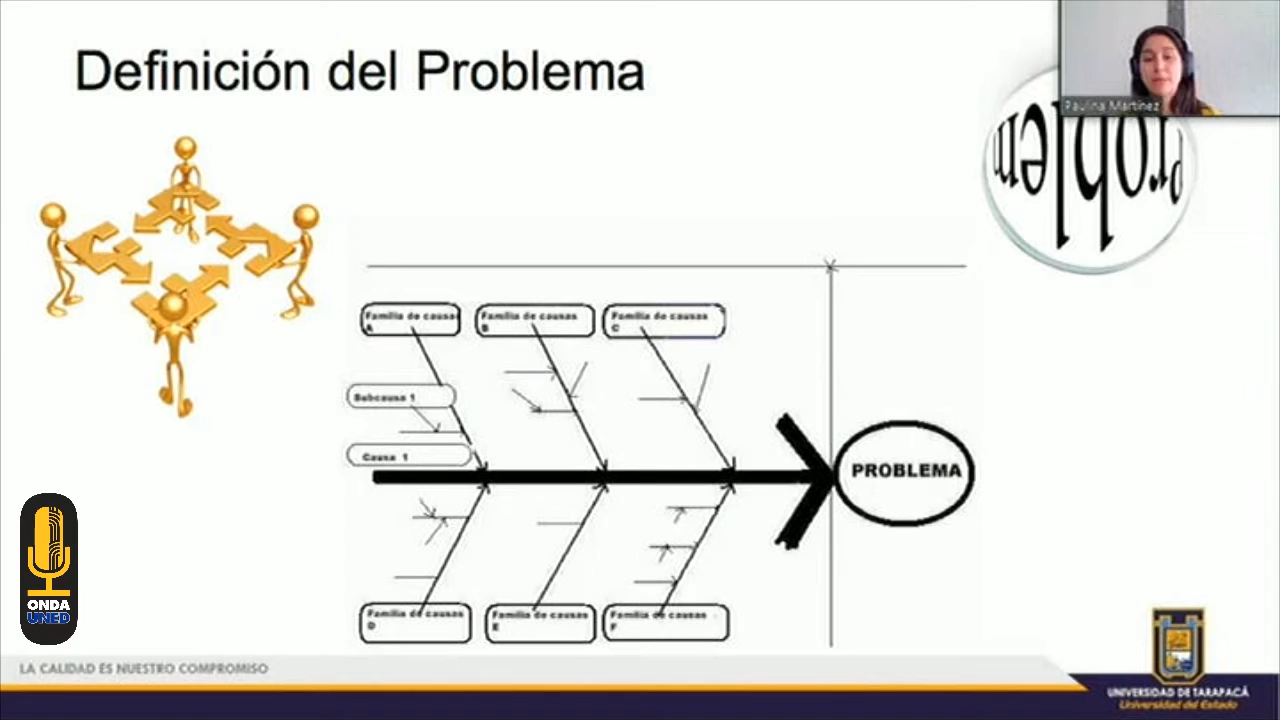 Definición del Problema
Paulina Martínez
Problem
Familia de causas
A
Familia de causas
B
Familia de causas
C
Subcausa 1
Causa 1
PROBLEMA
Familia de causas
D
Familia de causas
E
Familia de causas
F
ONDA
UNED
LA CALIDAD ES NUESTRO COMPROMISO
UNIVERSIDAD DE TARAPACÁ
Universidad del Estado